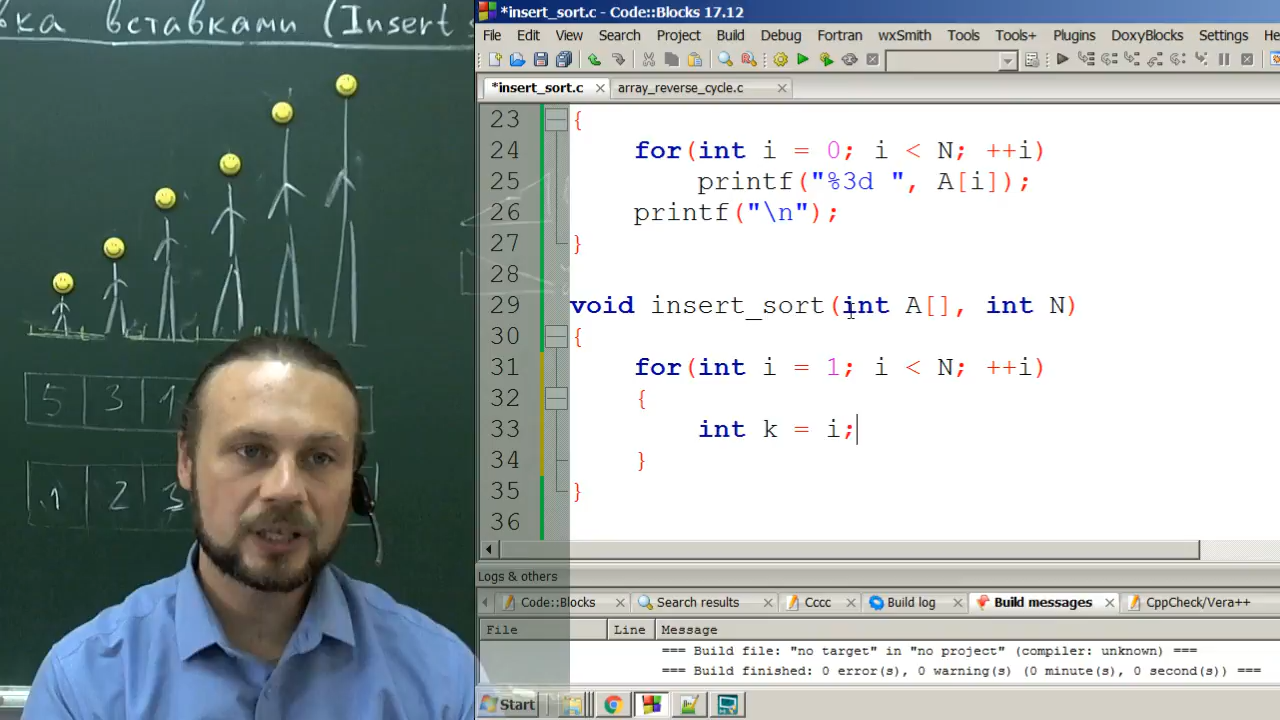 вка вставками (Insert
5 3 1
1 2 3
*insert_sort.c - Code::Blocks 17.12
File Edit View Search Project Build Debug Fortran wxSmith Tools Tools+ Plugins DoxyBlocks Settings He
*insert_sort.c array_reverse_cycle.c
23 {
24 for(int i = 0; i < N; ++i)
25 printf("%3d ", A[i]);
26 printf("\n");
27 }
28
29 void insert_sort(int A[], int N)
30 {
31 for(int i = 1; i < N; ++i)
32 {
33 int k = i;
34 }
35 }
36
Logs & others
Code::Blocks Search results Cccc Build log Build messages CppCheck/Vera++
File Line Message
=== Build file: "no target" in "no project" (compiler: unknown) ===
=== Build finished: 0 error(s), 0 warning(s) (0 minute(s), 0 second(s)) ===
Start